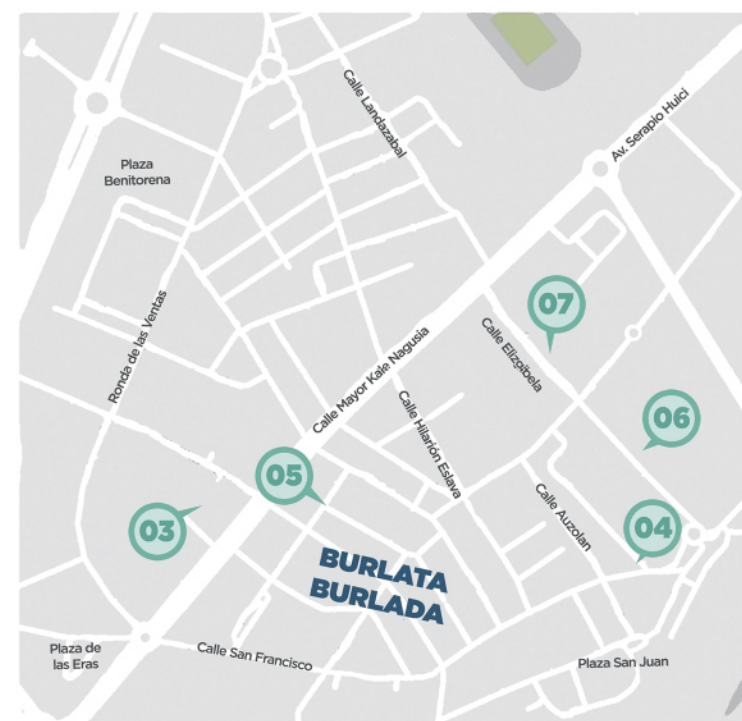 Calle Landazabal
Av. Serapio Huici
Plaza
Benitorena
07
Ronda de las Ventas
Calle Mayor Kale Nagusia
Calle Elizgibela
06
Calle Hilarión Eslava
05
03
Calle Auzolan
04
BURLATA
BURLADA
Plaza de
las Eras
Calle San Francisco
Plaza San Juan